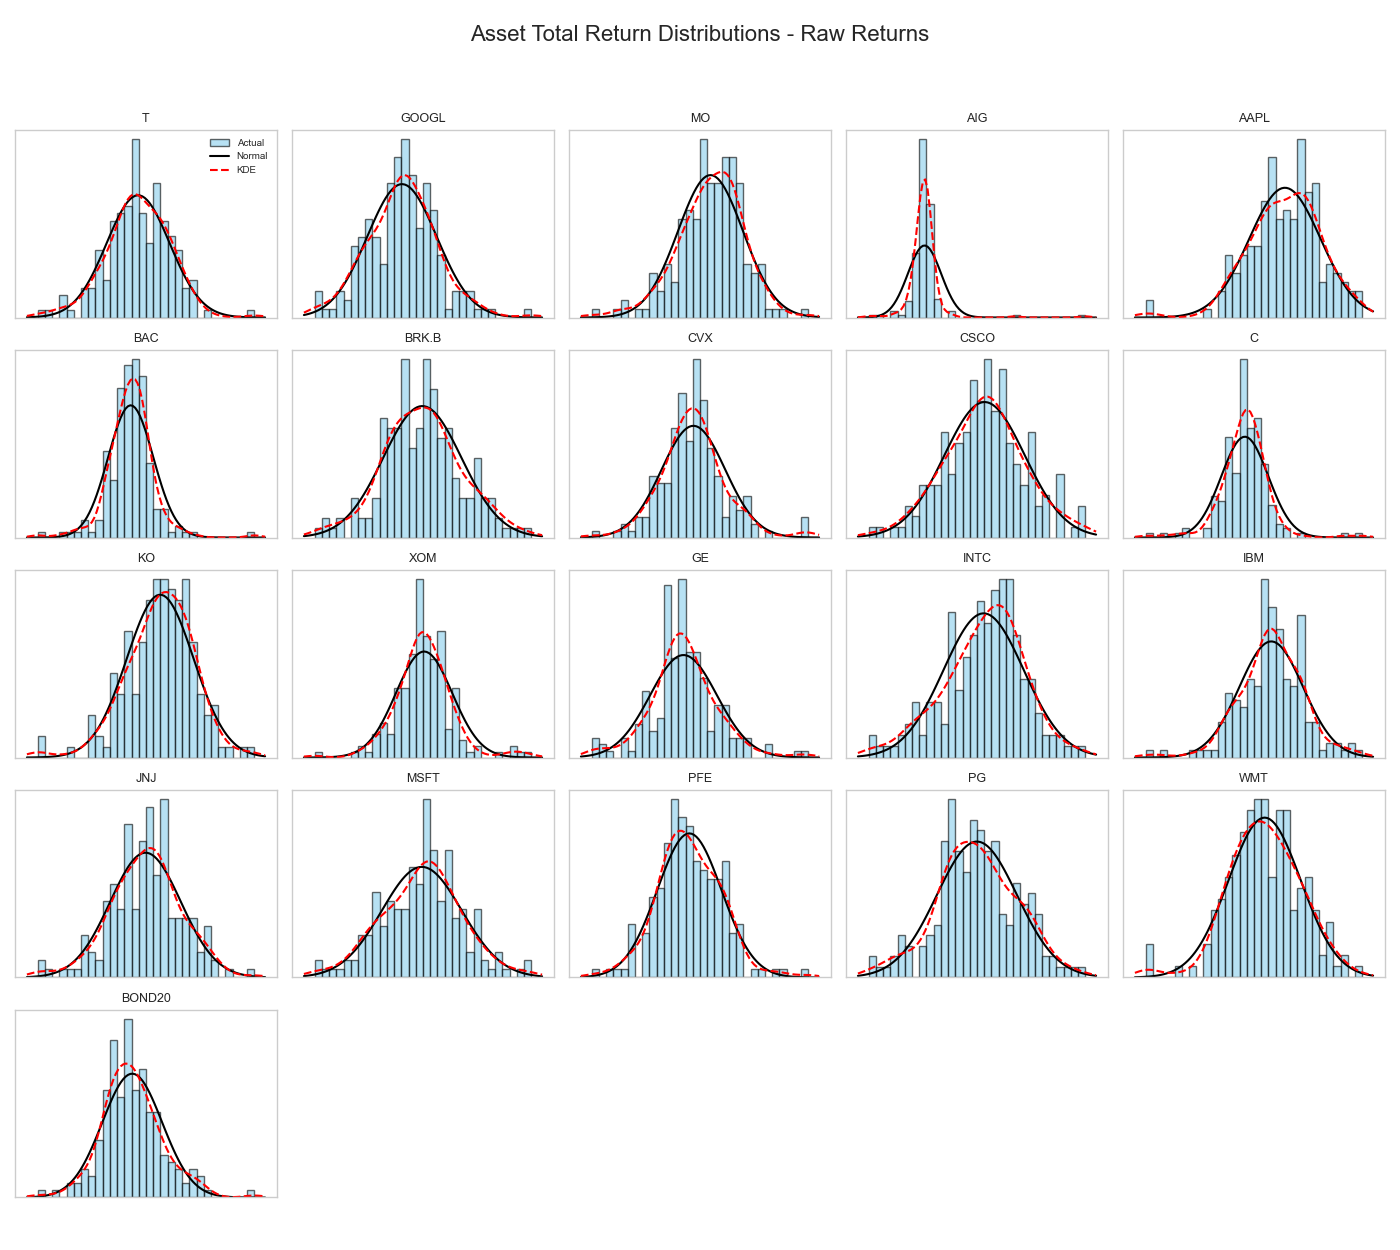 Asset Total Return Distributions - Raw Returns
T
GOOGL
MO
AIG
AAPL
Actual
Normal
KDE
BAC
BRK.B
CVX
CSCO
C
KO
XOM
GE
INTC
IBM
JNJ
MSFT
PFE
PG
WMT
BOND20